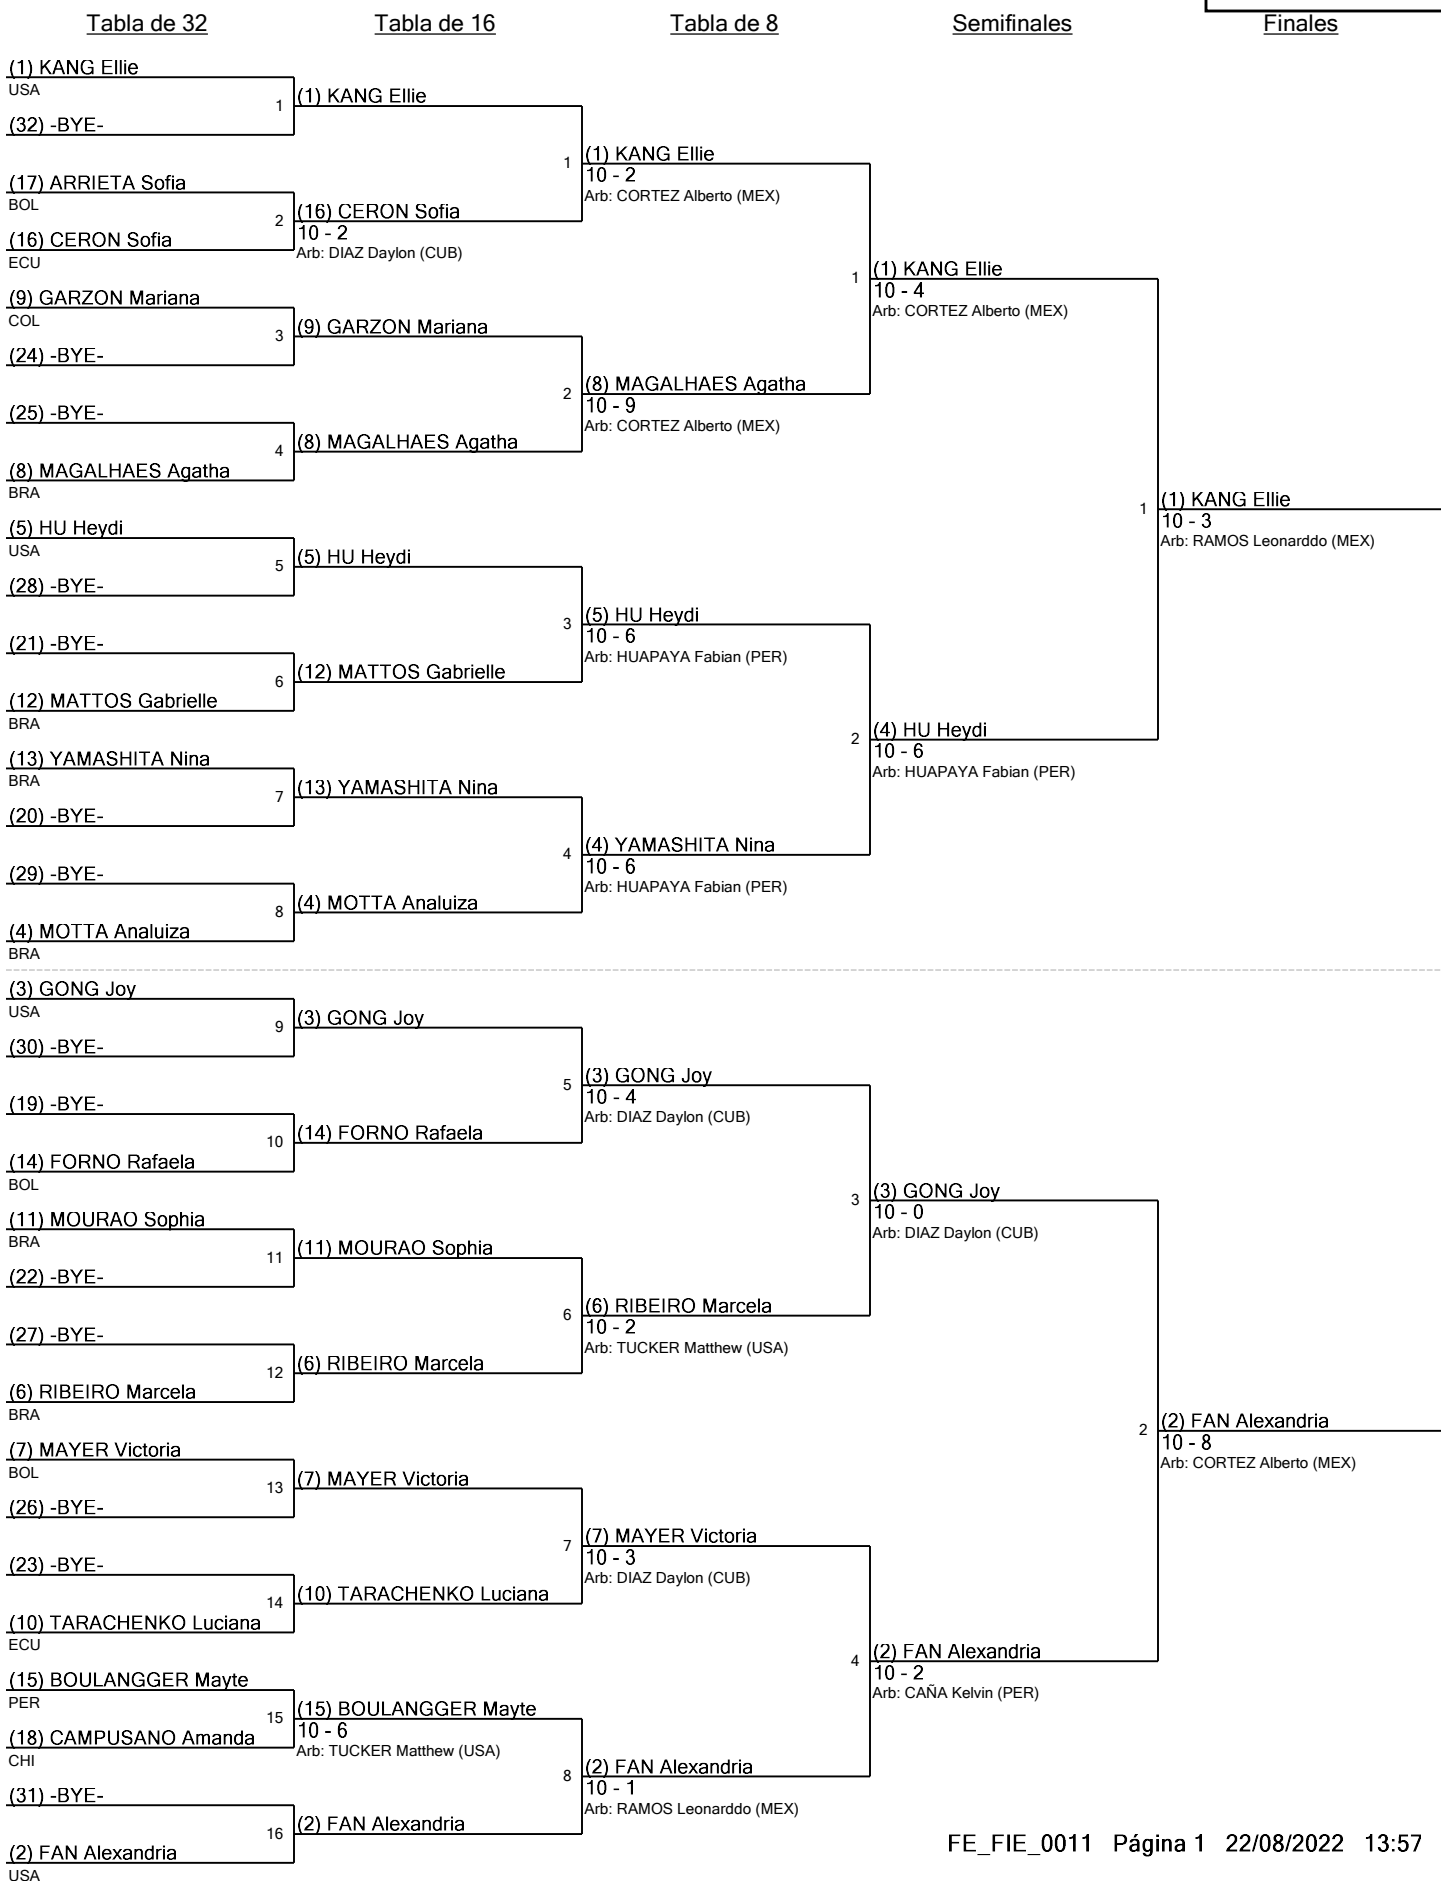 Tabla de 32
Tabla de 16
Tabla de 8
Semifinales
Finales
(1) KANG Ellie
USA
(32) -BYE-
(17) ARRIETA Sofia
BOL
(16) CERON Sofia
ECU
(9) GARZON Mariana
COL
(24) -BYE-
(25) -BYE-
(8) MAGALHAES Agatha
BRA
(5) HU Heydi
USA
(28) -BYE-
(21) -BYE-
(12) MATTOS Gabrielle
BRA
(13) YAMASHITA Nina
BRA
(20) -BYE-
(29) -BYE-
(4) MOTTA Analuiza
BRA
(3) GONG Joy
USA
(30) -BYE-
(19) -BYE-
(14) FORNO Rafaela
BOL
(11) MOURAO Sophia
BRA
(22) -BYE-
(27) -BYE-
(6) RIBEIRO Marcela
BRA
(7) MAYER Victoria
BOL
(26) -BYE-
(23) -BYE-
(10) TARACHENKO Luciana
ECU
(15) BOULANGGER Mayte
PER
(18) CAMPUSANO Amanda
CHI
(31) -BYE-
(2) FAN Alexandria
USA
1 (1) KANG Ellie
2 (16) CERON Sofia
10 - 2
Arb: DIAZ Daylon (CUB)
3 (9) GARZON Mariana
4 (8) MAGALHAES Agatha
5 (5) HU Heydi
6 (12) MATTOS Gabrielle
7 (13) YAMASHITA Nina
8 (4) MOTTA Analuiza
9 (3) GONG Joy
10 (14) FORNO Rafaela
11 (11) MOURAO Sophia
12 (6) RIBEIRO Marcela
13 (7) MAYER Victoria
14 (10) TARACHENKO Luciana
15 (15) BOULANGGER Mayte
10 - 6
Arb: TUCKER Matthew (USA)
16 (2) FAN Alexandria
1 (1) KANG Ellie
10 - 2
Arb: CORTEZ Alberto (MEX)
2 (8) MAGALHAES Agatha
10 - 9
Arb: CORTEZ Alberto (MEX)
3 (5) HU Heydi
10 - 6
Arb: HUAPAYA Fabian (PER)
4 (4) YAMASHITA Nina
10 - 6
Arb: HUAPAYA Fabian (PER)
5 (3) GONG Joy
10 - 4
Arb: DIAZ Daylon (CUB)
6 (6) RIBEIRO Marcela
10 - 2
Arb: TUCKER Matthew (USA)
7 (7) MAYER Victoria
10 - 3
Arb: DIAZ Daylon (CUB)
8 (2) FAN Alexandria
10 - 1
Arb: RAMOS Leonarddo (MEX)
1 (1) KANG Ellie
10 - 4
Arb: CORTEZ Alberto (MEX)
2 (4) HU Heydi
10 - 6
Arb: HUAPAYA Fabian (PER)
3 (3) GONG Joy
10 - 0
Arb: DIAZ Daylon (CUB)
4 (2) FAN Alexandria
10 - 2
Arb: CAÑA Kelvin (PER)
1 (1) KANG Ellie
10 - 3
Arb: RAMOS Leonarddo (MEX)
2 (2) FAN Alexandria
10 - 8
Arb: CORTEZ Alberto (MEX)
FE_FIE_0011 Página 1 22/08/2022 13:57